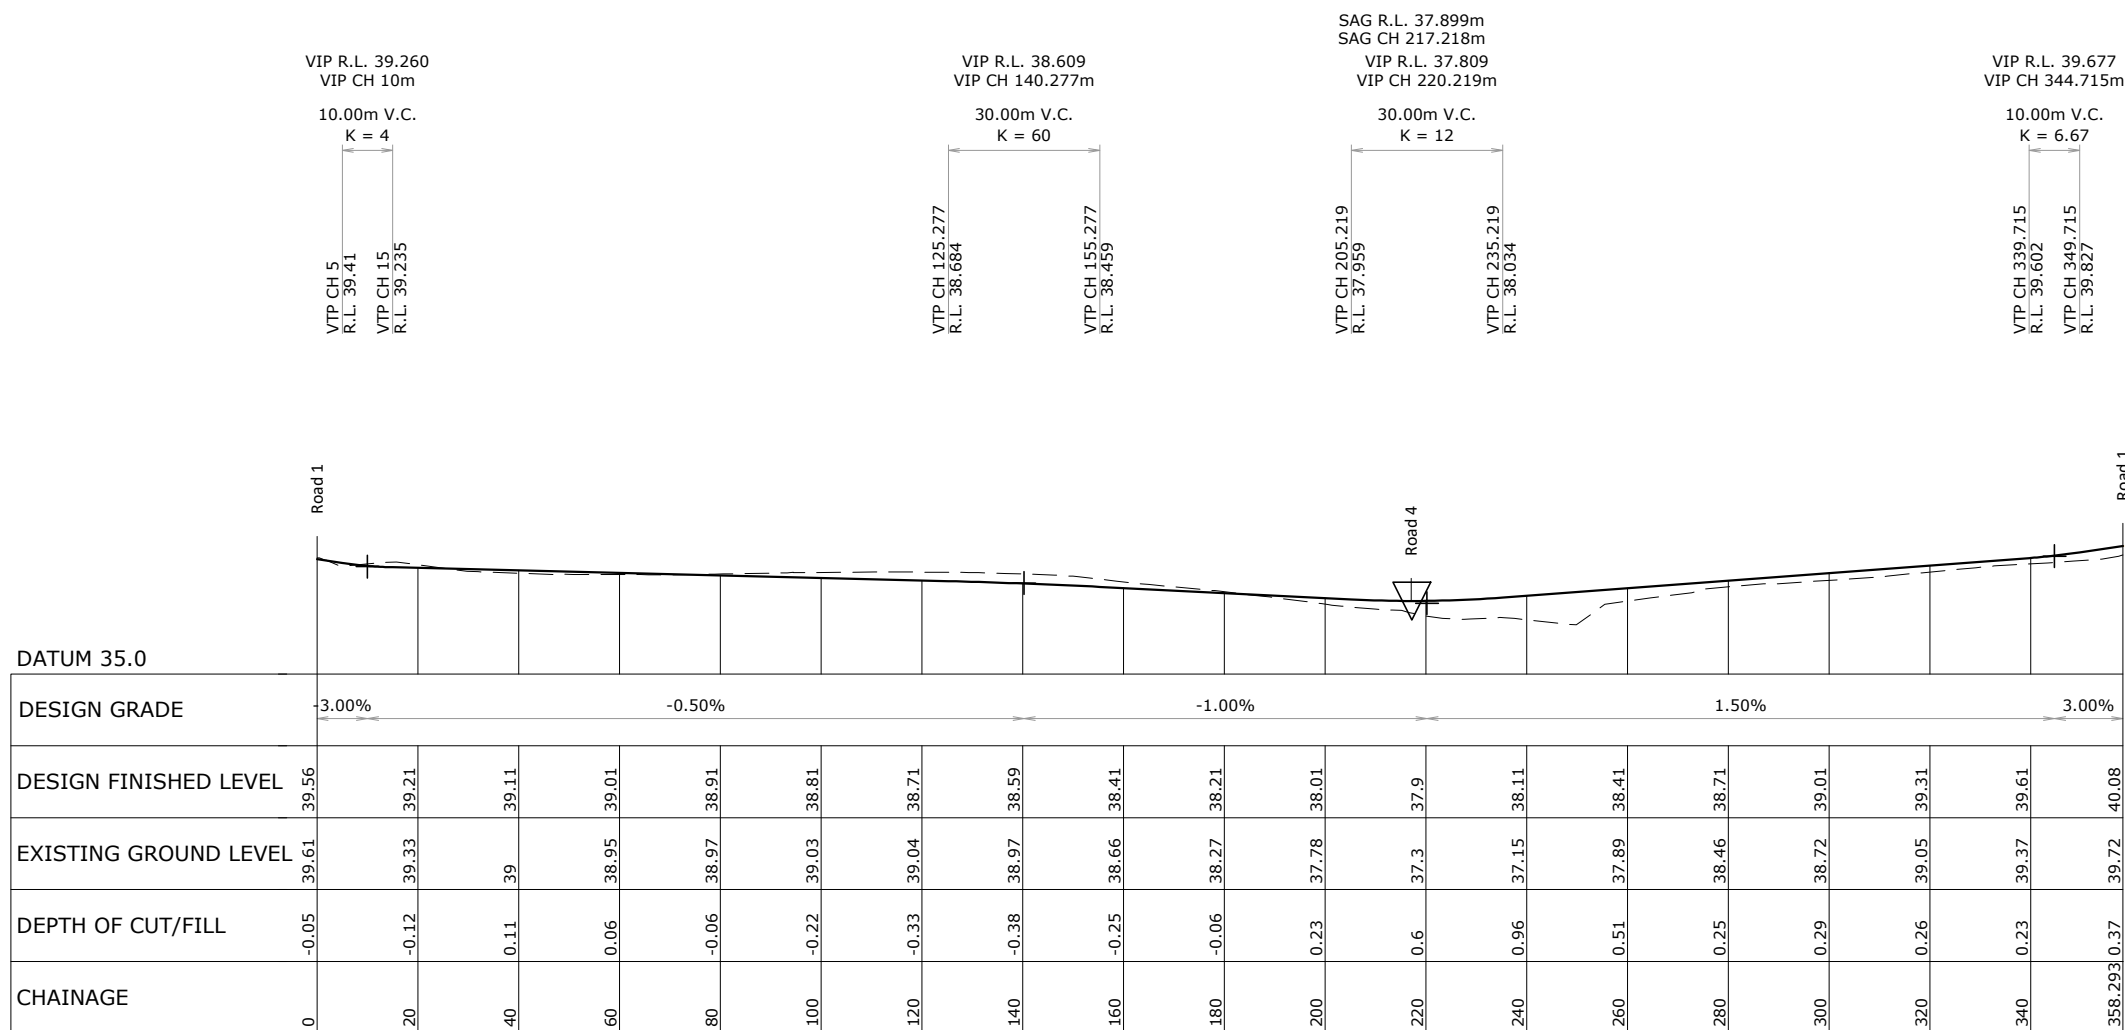 SAG R.L. 37.899m
SAG CH 217.218m
VIP R.L. 39.260
VIP CH 10m
10.00m V.C.
K = 4
VIP R.L. 38.609
VIP CH 140.277m
30.00m V.C.
K = 60
VIP R.L. 37.809
VIP CH 220.219m
30.00m V.C.
K = 12
VIP R.L. 39.677
VIP CH 344.715m
10.00m V.C.
K = 6.67
VTP CH 5
R.L. 39.41
VTP CH 15
R.L. 39.235
VTP CH 125.277
R.L. 38.684
VTP CH 155.277
R.L. 38.459
VTP CH 205.219
R.L. 37.959
VTP CH 235.219
R.L. 38.034
VTP CH 339.715
R.L. 39.602
VTP CH 349.715
R.L. 39.827
Road 1
Road 4
Road 1
DATUM 35.0
DESIGN GRADE -3.00% -0.50% -1.00% 1.50% 3.00%
DESIGN FINISHED LEVEL 39.56 39.21 39.11 39.01 38.91 38.81 38.71 38.59 38.41 38.21 38.01 37.9 38.11 38.41 38.71 39.01 39.31 39.61 40.08
EXISTING GROUND LEVEL 39.61 39.33 39 38.95 38.97 39.03 39.04 38.97 38.66 38.27 37.78 37.3 37.15 37.89 38.46 38.72 39.05 39.37 39.72
DEPTH OF CUT/FILL -0.05 -0.12 0.11 0.06 -0.06 -0.22 -0.33 -0.38 -0.25 -0.06 0.23 0.6 0.96 0.51 0.25 0.29 0.26 0.23 0.37
CHAINAGE 0 20 40 60 80 100 120 140 160 180 200 220 240 260 280 300 320 340 358.293